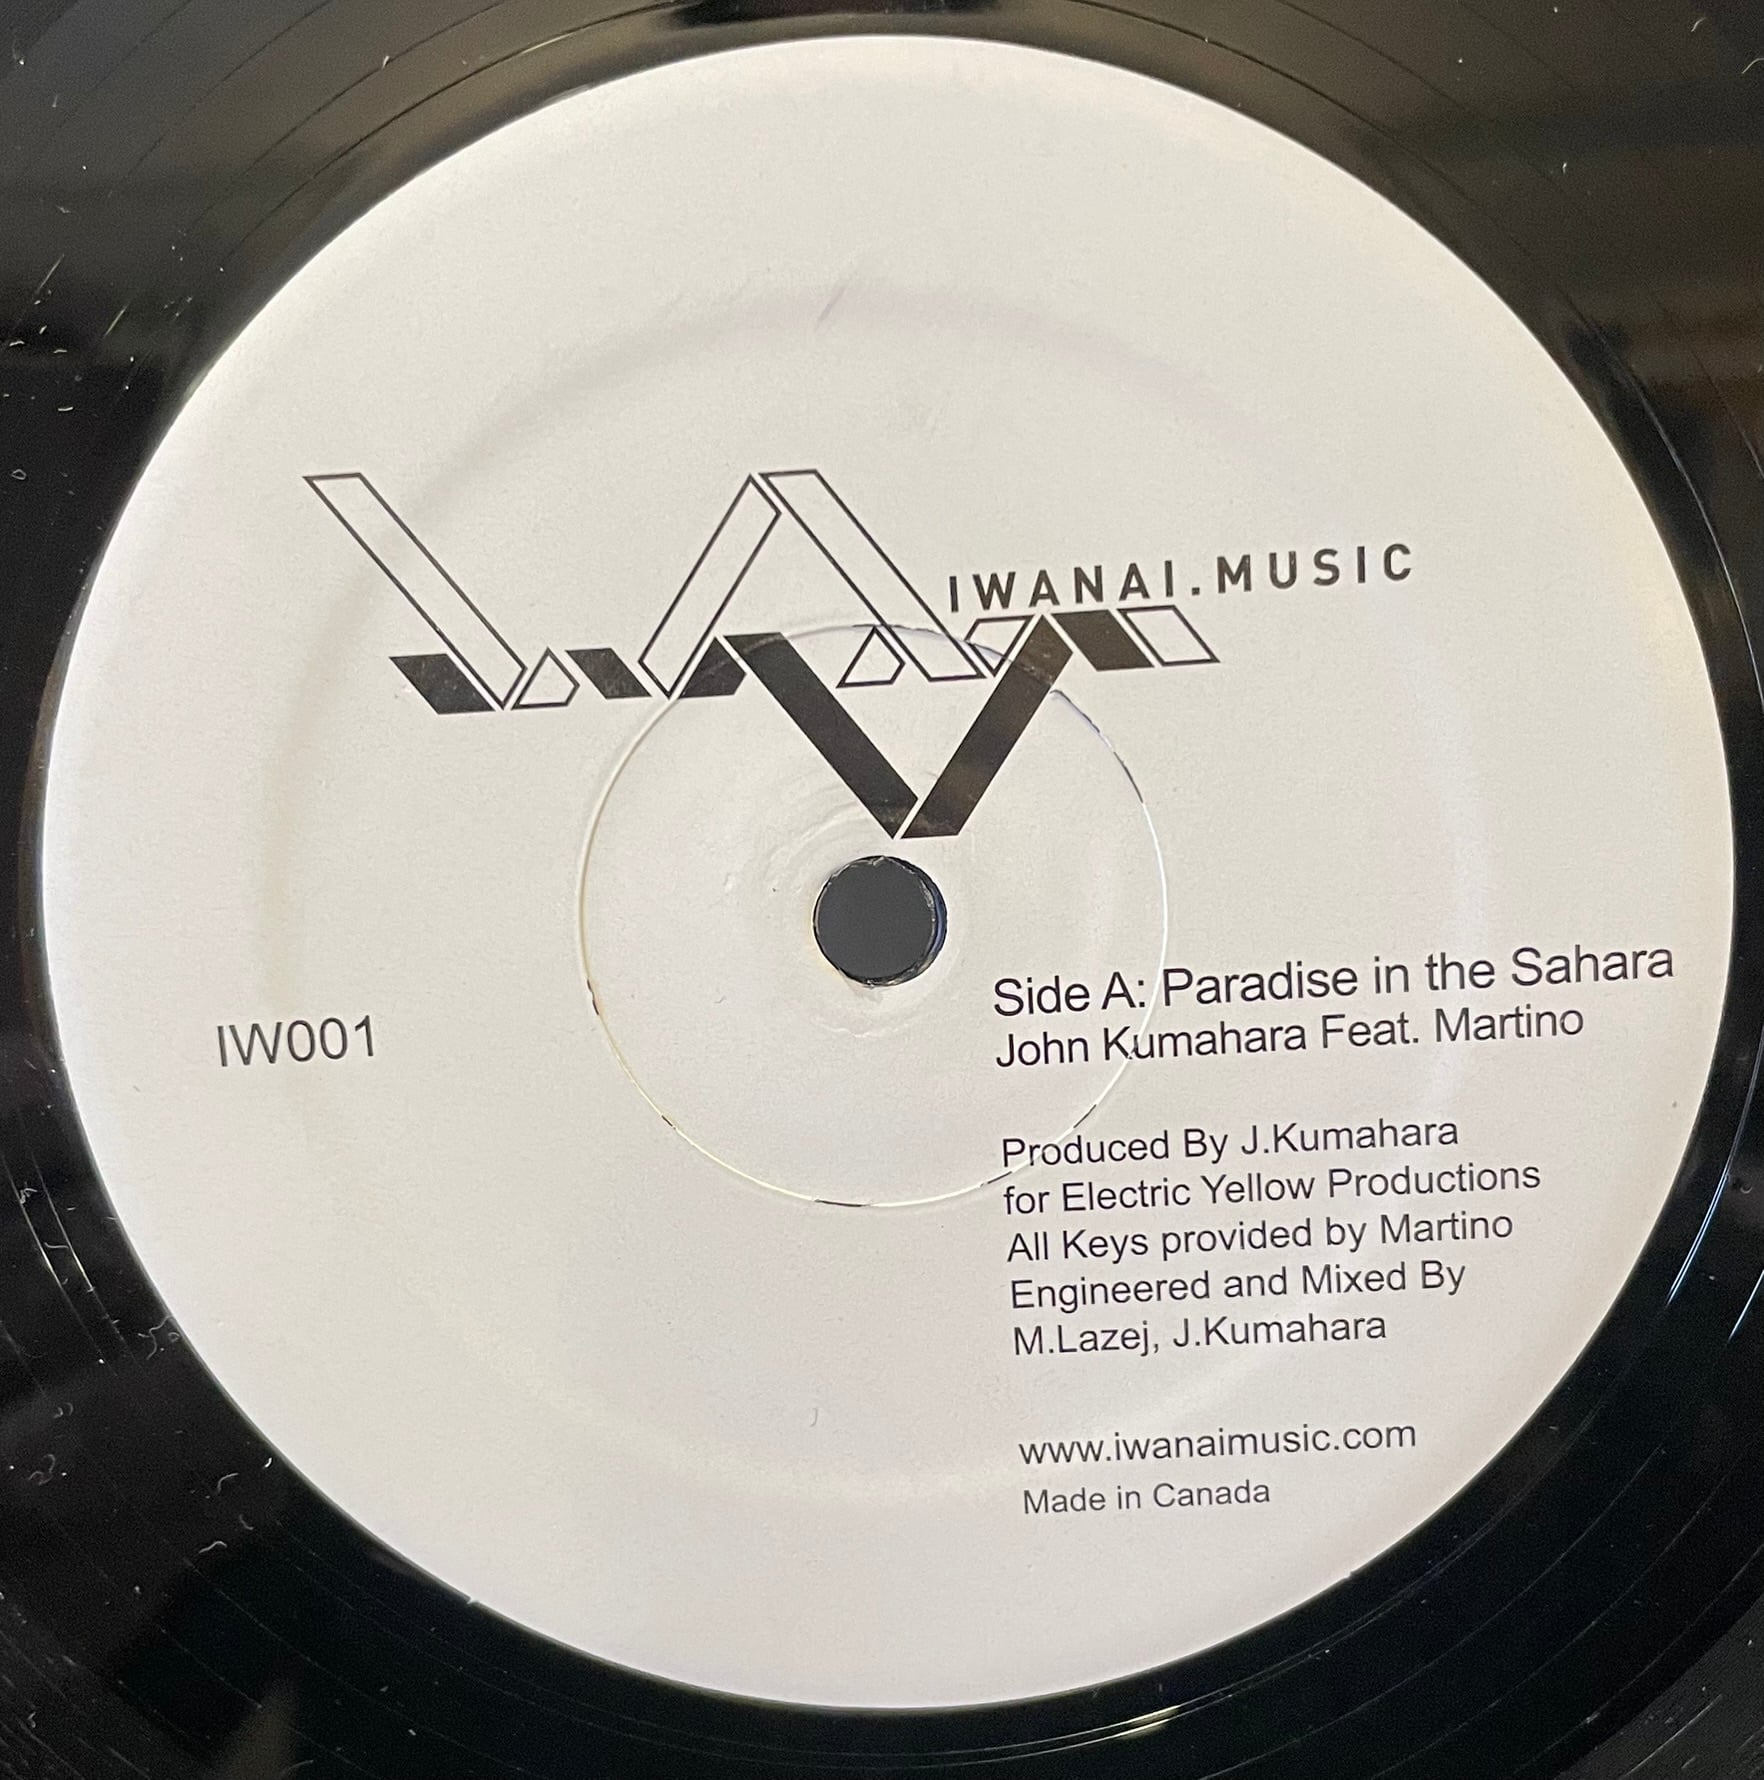 IWANAI.MUSIC
IW001
Side A: Paradise in the Sahara
John Kumahara Feat. Martino
Produced By J.Kumahara
for Electric Yellow Productions
All Keys provided by Martino
Engineered and Mixed By
M.Lazej, J.Kumahara
www.iwanaimusic.com
Made in Canada